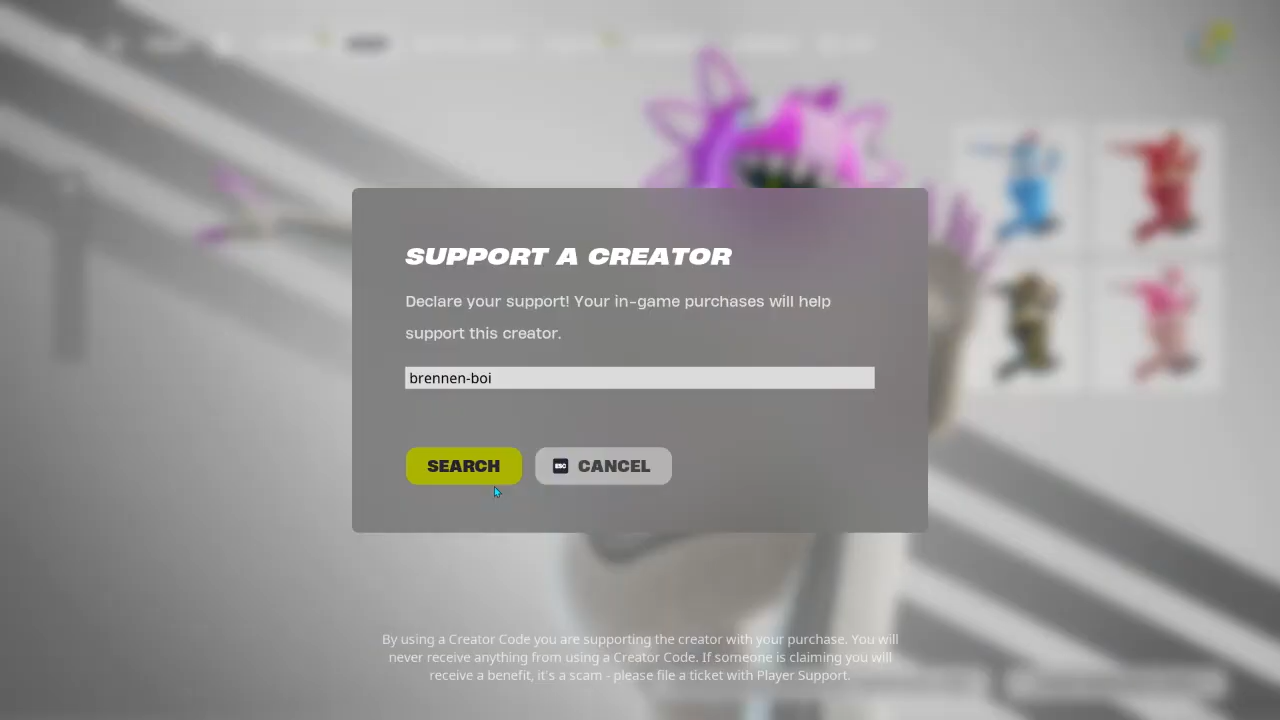 SUPPORT A CREATOR
Declare your support! Your in-game purchases will help
support this creator.
brennen-boi
SEARCH
ESC CANCEL
By using a Creator Code you are supporting the creator with your purchase. You will
never receive anything from using a Creator Code. If someone is claiming you will
receive a benefit, it's a scam - please file a ticket with Player Support.